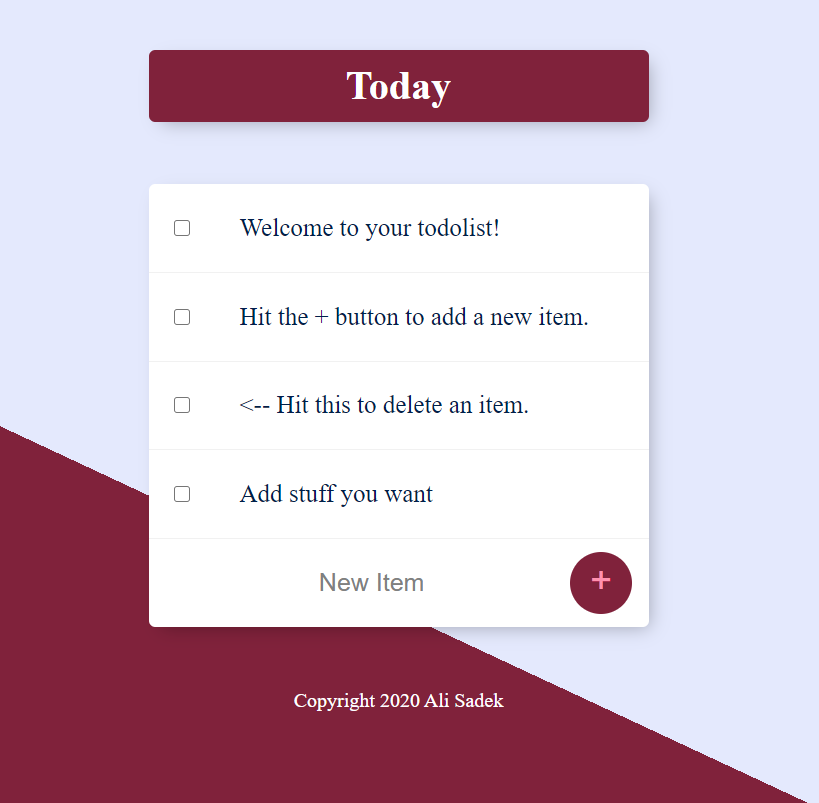 Today
Welcome to your todolist!
Hit the + button to add a new item.
<-- Hit this to delete an item.
Add stuff you want
New Item
+
Copyright 2020 Ali Sadek